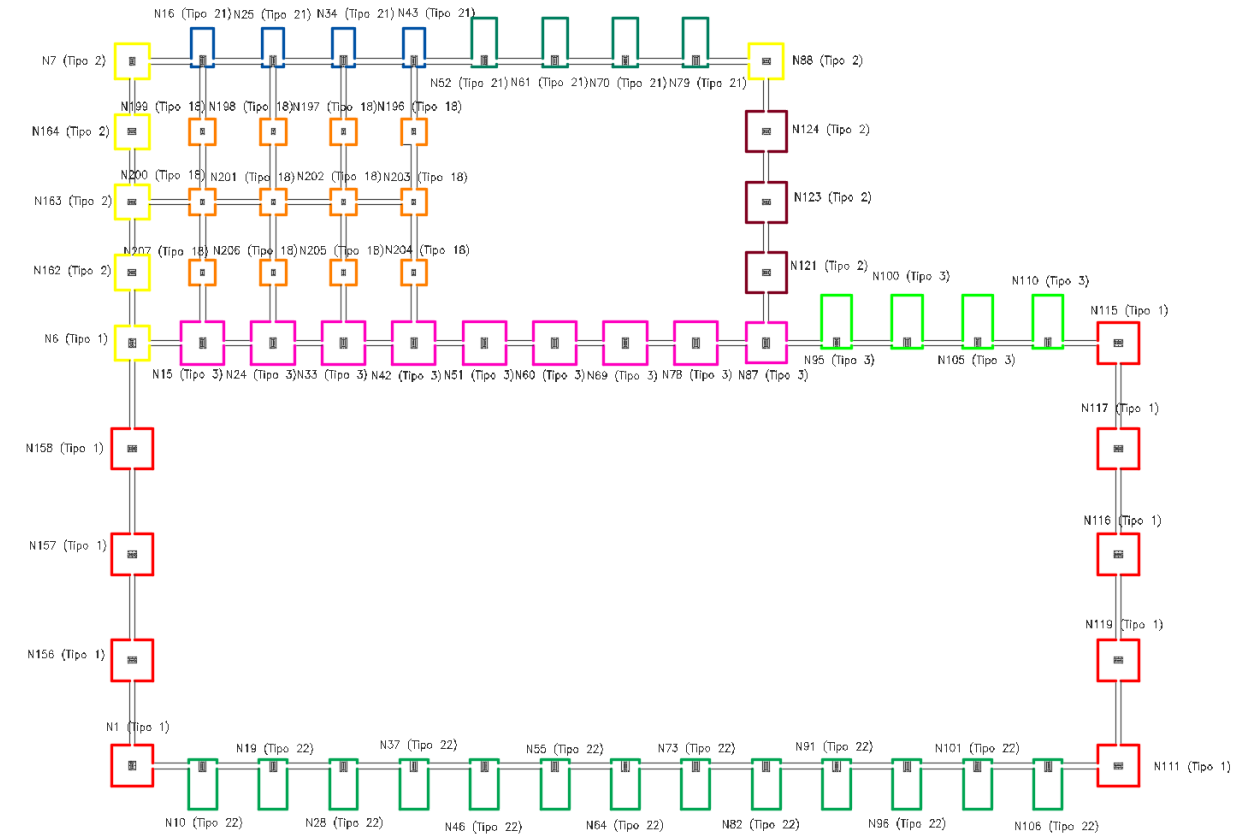 N16 (Tipo 21)
N25 (Tipo 21)
N34 (Tipo 21)
N43 (Tipo 21)
N7 (Tipo 2)
N88 (Tipo 2)
N52 (Tipo 21)
N61 (Tipo 21)
N70 (Tipo 21)
N79 (Tipo 21)
N199 (Tipo 18)
N198 (Tipo 18)
N197 (Tipo 18)
N196 (Tipo 18)
N164 (Tipo 2)
N124 (Tipo 2)
N200 (Tipo 18)
N201 (Tipo 18)
N202 (Tipo 18)
N203 (Tipo 18)
N163 (Tipo 2)
N123 (Tipo 2)
N207 (Tipo 18)
N206 (Tipo 18)
N205 (Tipo 18)
N204 (Tipo 18)
N162 (Tipo 2)
N121 (Tipo 2)
N100 (Tipo 3)
N110 (Tipo 3)
N115 (Tipo 1)
N6 (Tipo 1)
N95 (Tipo 3)
N105 (Tipo 3)
N15 (Tipo 3)
N24 (Tipo 3)
N33 (Tipo 3)
N42 (Tipo 3)
N51 (Tipo 3)
N60 (Tipo 3)
N69 (Tipo 3)
N78 (Tipo 3)
N87 (Tipo 3)
N117 (Tipo 1)
N158 (Tipo 1)
N116 (Tipo 1)
N157 (Tipo 1)
N119 (Tipo 1)
N156 (Tipo 1)
N1 (Tipo 1)
N19 (Tipo 22)
N37 (Tipo 22)
N55 (Tipo 22)
N73 (Tipo 22)
N91 (Tipo 22)
N101 (Tipo 22)
N111 (Tipo 1)
N10 (Tipo 22)
N28 (Tipo 22)
N46 (Tipo 22)
N64 (Tipo 22)
N82 (Tipo 22)
N96 (Tipo 22)
N106 (Tipo 22)